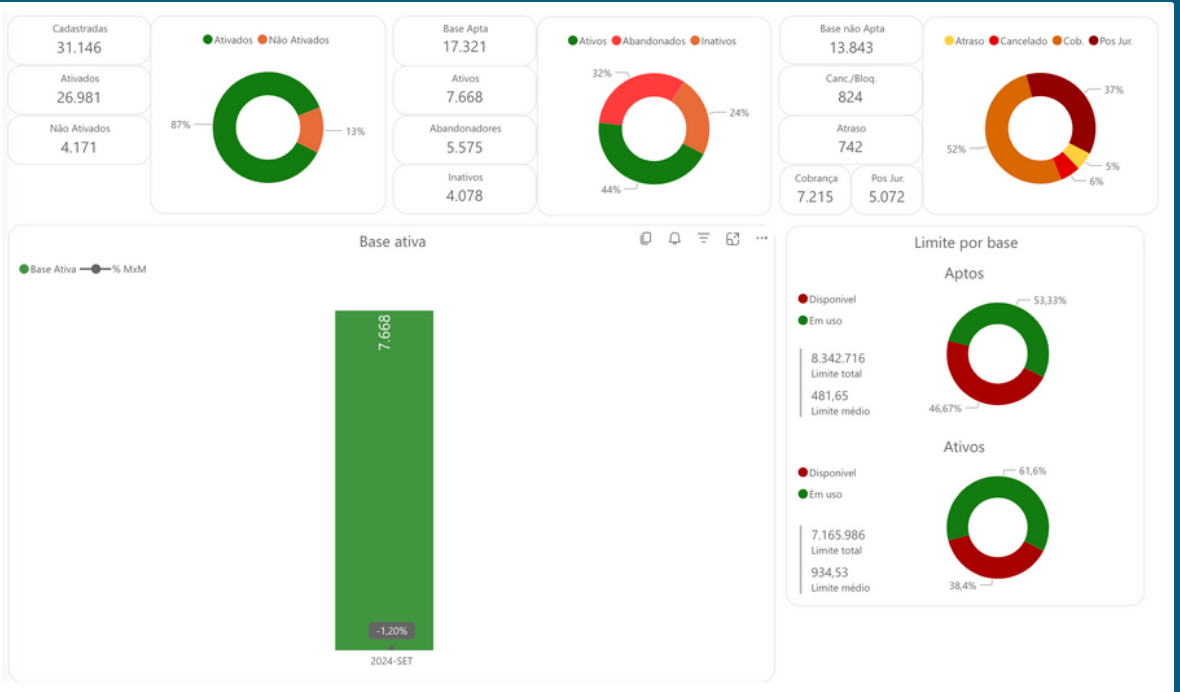 Cadastradas
31.146
Ativados
26.981
Não Ativados
4.171
Ativados Não Ativados
87%
13%
Base Apta
17.321
Ativos
7.668
Abandonadores
5.575
Inativos
4.078
Ativos Abandonados Inativos
32%
24%
44%
Base não Apta
13.843
Canc./Bloq.
824
Atraso
742
Cobrança
7.215
Pos Jur.
5.072
Atraso Cancelado Cob. Pos Jur.
37%
52%
5%
6%
Base ativa
Base Ativa % MxM
7.668
-1,20%
2024-SET
Limite por base
Aptos
Disponivel
Em uso
53,33%
8.342.716
Limite total
481,65
Limite médio
46,67%
Ativos
Disponivel
Em uso
61,6%
7.165.986
Limite total
934,53
Limite médio
38,4%